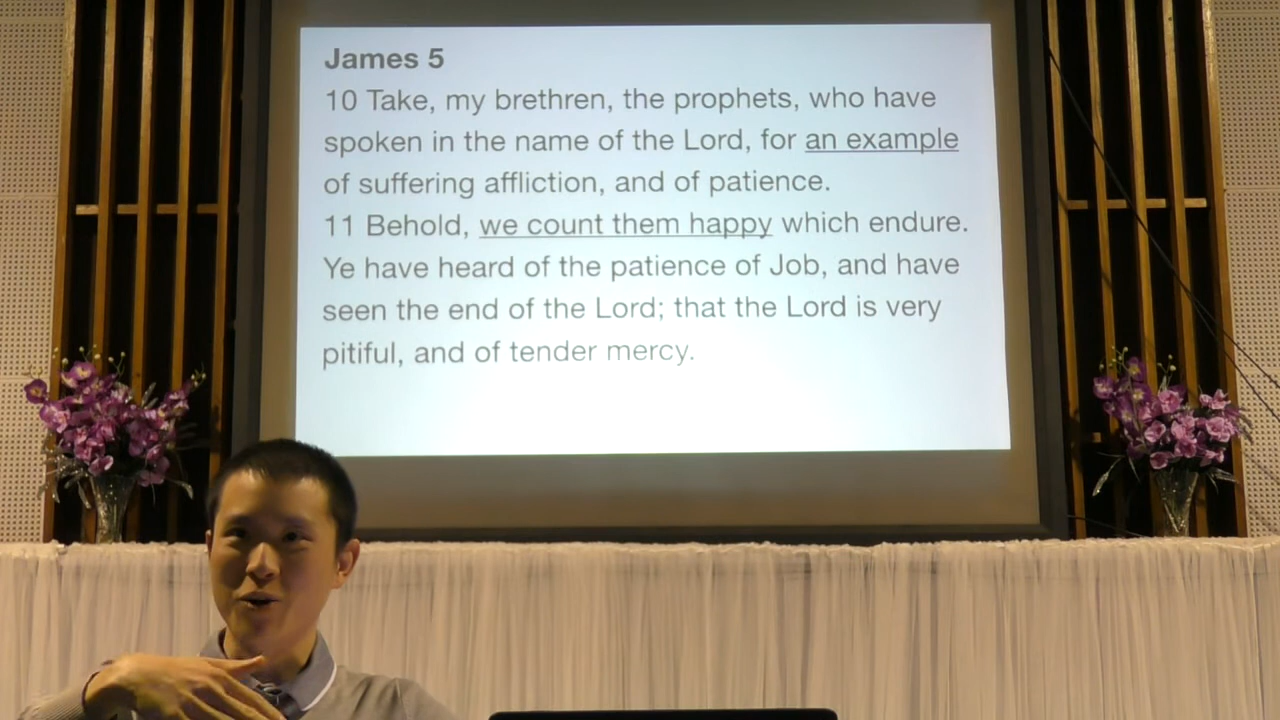 James 5
10 Take, my brethren, the prophets, who have
spoken in the name of the Lord, for an example
of suffering affliction, and of patience.
11 Behold, we count them happy which endure.
Ye have heard of the patience of Job, and have
seen the end of the Lord; that the Lord is very
pitiful, and of tender mercy.